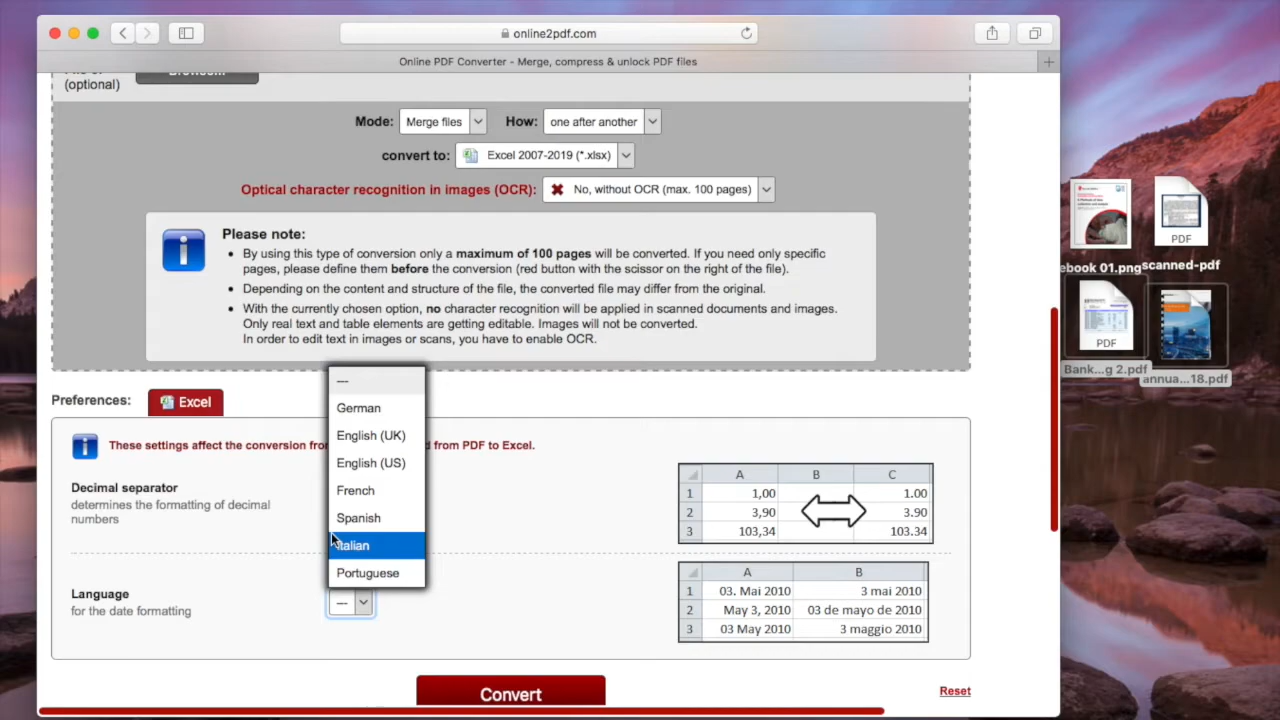 online2pdf.com
Online PDF Converter - Merge, compress & unlock PDF files
(optional)
Mode: Merge files How: one after another
convert to: Excel 2007-2019 (*.xlsx)
Optical character recognition in images (OCR): No, without OCR (max. 100 pages)
Please note:
• By using this type of conversion only a maximum of 100 pages will be converted. If you need only specific
pages, please define them before the conversion (red button with the scissor on the right of the file).
• Depending on the content and structure of the file, the converted file may differ from the original.
• With the currently chosen option, no character recognition will be applied in scanned documents and images.
Only real text and table elements are getting editable. Images will not be converted.
In order to edit text in images or scans, you have to enable OCR.
Preferences: Excel
These settings affect the conversion from PDF to Excel.
Decimal separator
determines the formatting of decimal
numbers
Language
for the date formatting
---
---
German
English (UK)
English (US)
French
Spanish
Italian
Portuguese
A B C
1 1,00 1.00
2 3,90 3.90
3 103,34 103.34
A B
1 03. Mai 2010 3 mai 2010
2 May 3, 2010 03 de mayo de 2010
3 03 May 2010 3 maggio 2010
Convert
Reset
ebook 01.png
PDF
scanned-pdf
PDF
Bank...g 2.pdf
annua...18.pdf